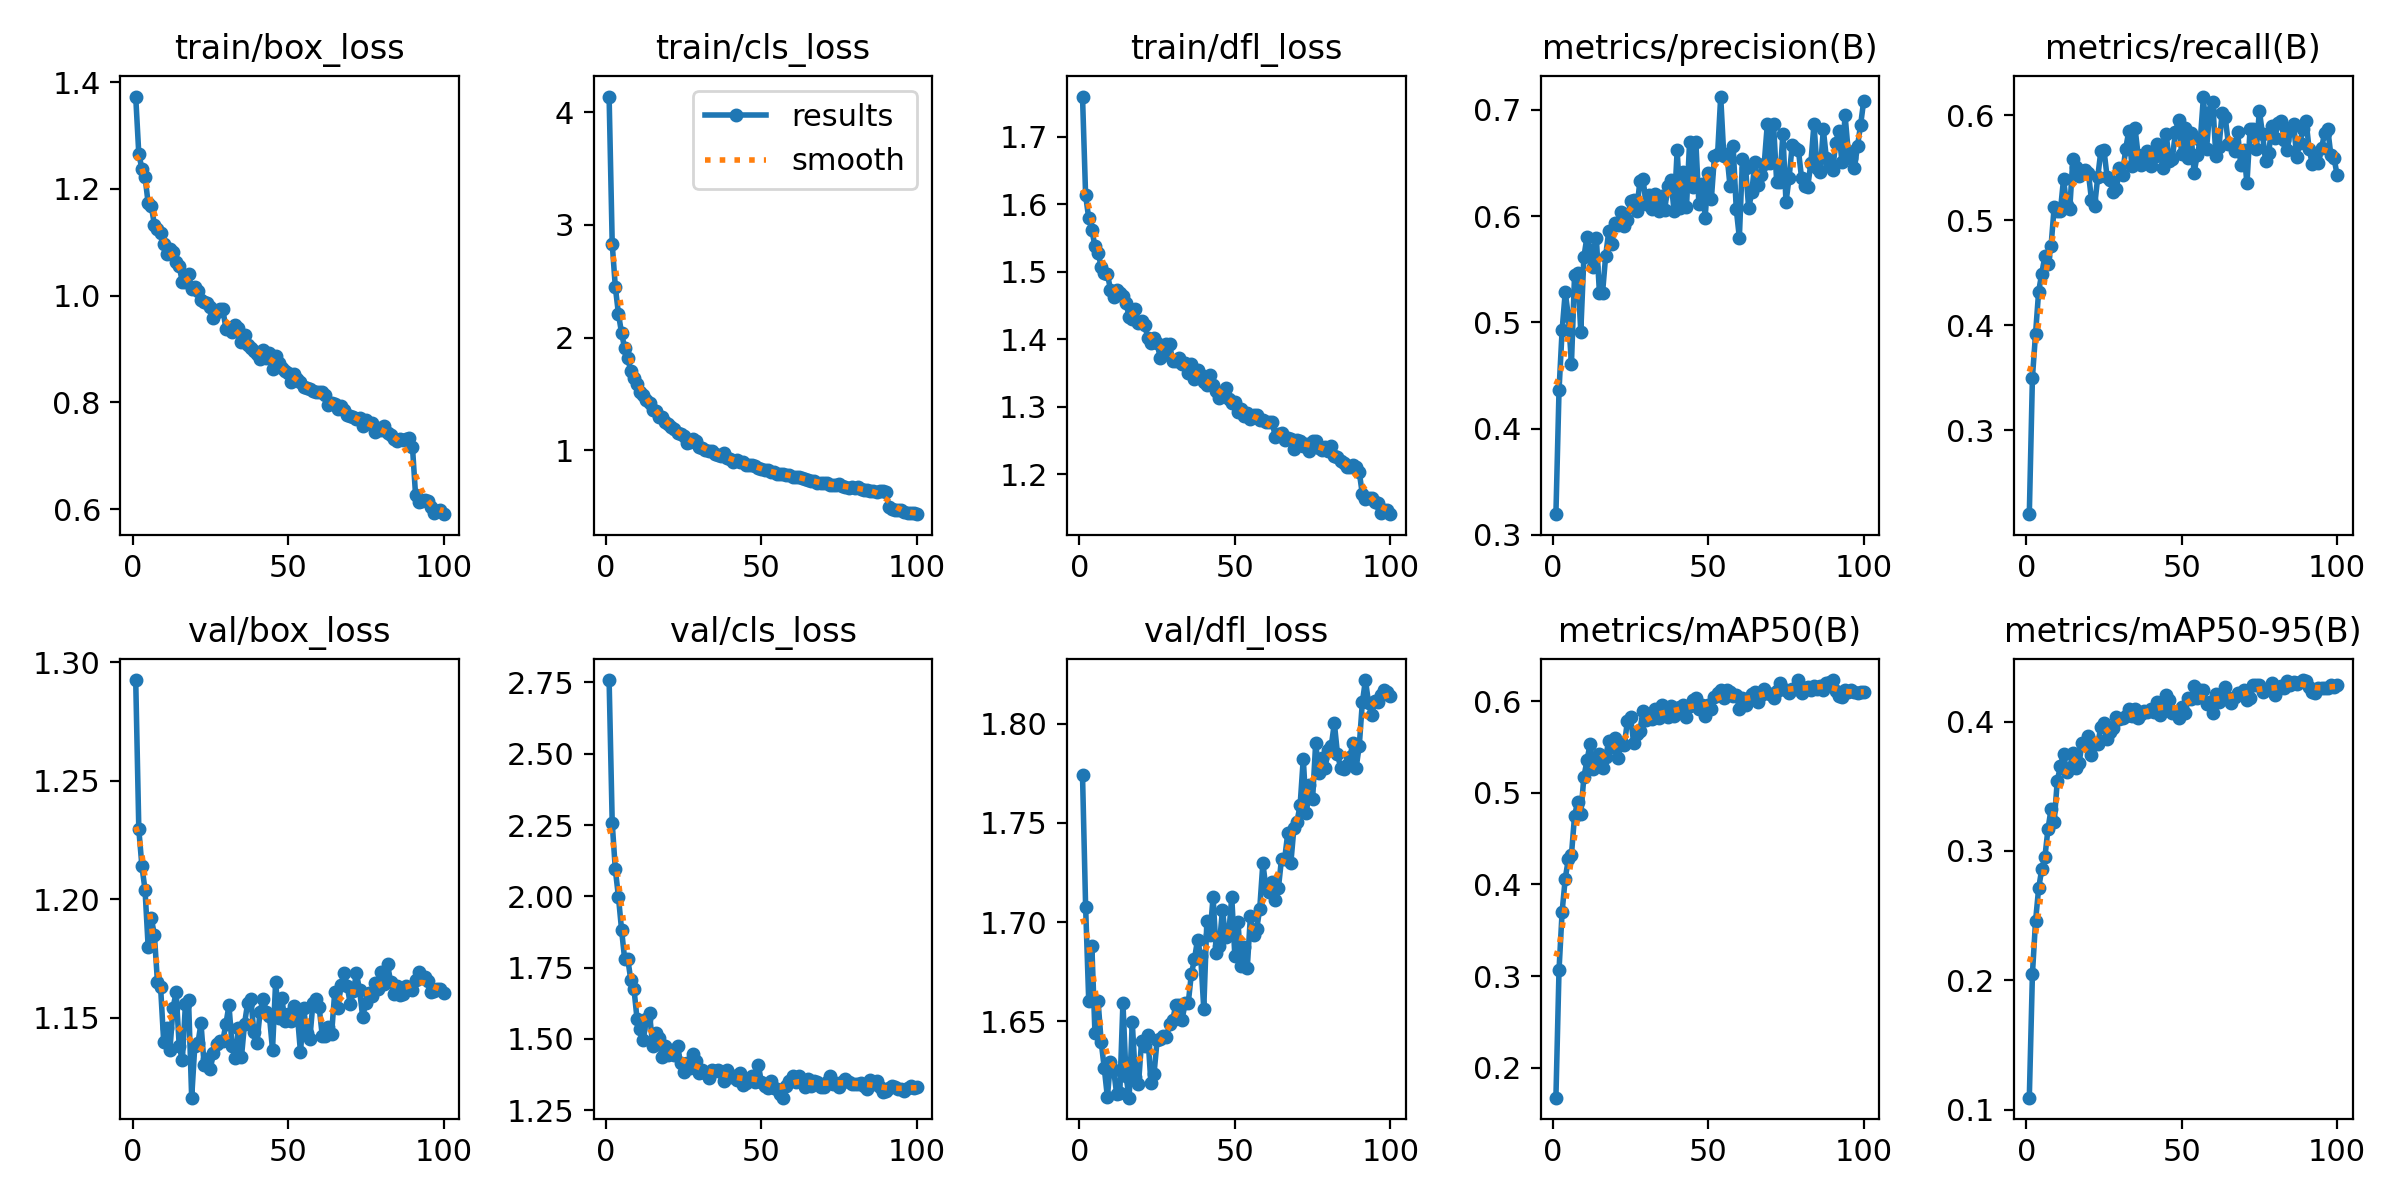 train/box_loss
1.4
1.2
1.0
0.8
0.6
0 50 100
train/cls_loss
results
smooth
4
3
2
1
0 50 100
train/dfl_loss
1.7
1.6
1.5
1.4
1.3
1.2
0 50 100
metrics/precision(B)
0.7
0.6
0.5
0.4
0.3
0 50 100
metrics/recall(B)
0.6
0.5
0.4
0.3
0 50 100
val/box_loss
1.30
1.25
1.20
1.15
0 50 100
val/cls_loss
2.75
2.50
2.25
2.00
1.75
1.50
1.25
0 50 100
val/dfl_loss
1.80
1.75
1.70
1.65
0 50 100
metrics/mAP50(B)
0.6
0.5
0.4
0.3
0.2
0 50 100
metrics/mAP50-95(B)
0.4
0.3
0.2
0.1
0 50 100